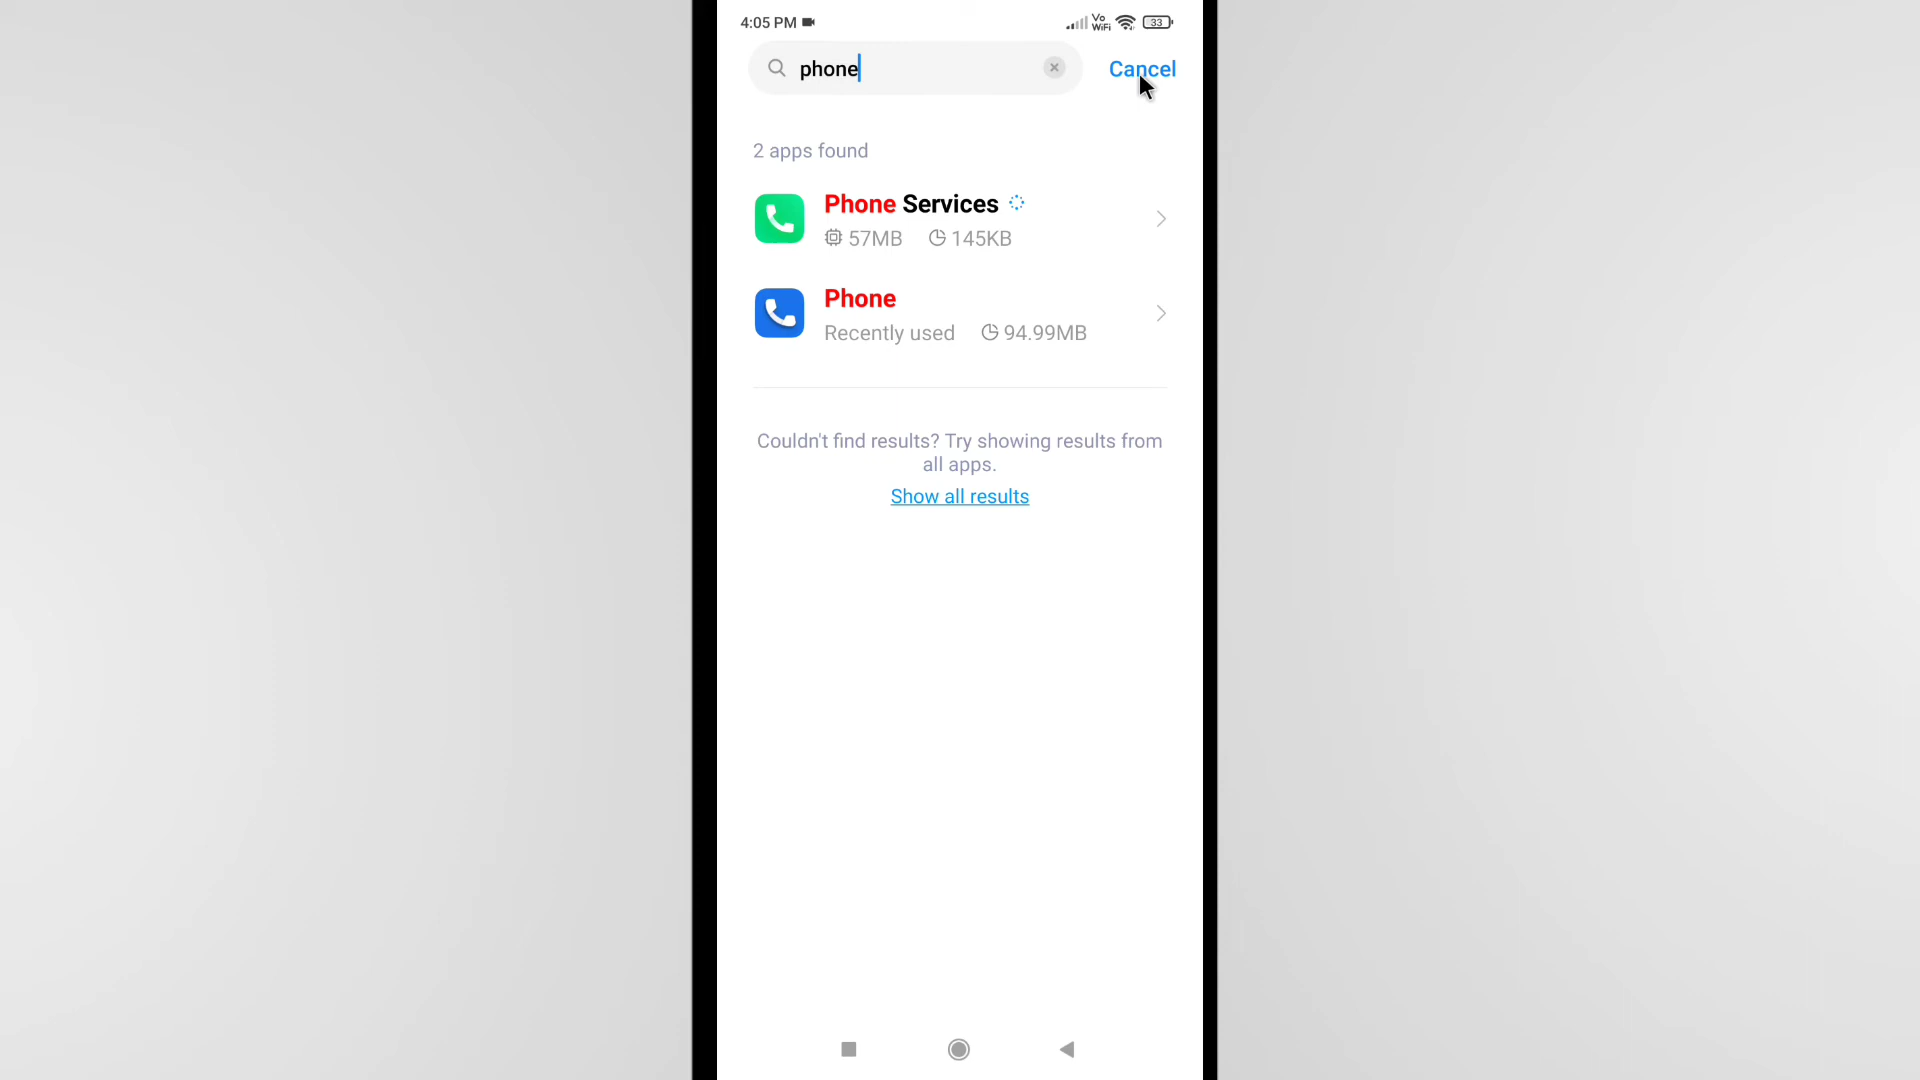 4:05 PM
Vo
WiFi
33
phone
Cancel
2 apps found
Phone Services
57MB 145KB
Phone
Recently used 94.99MB
Couldn't find results? Try showing results from
all apps.
Show all results